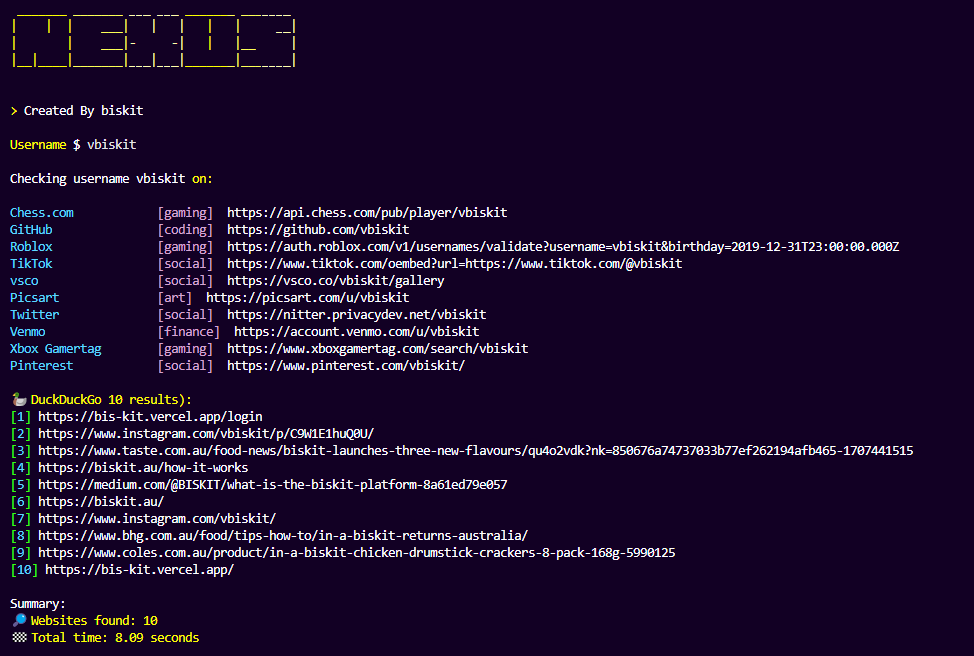 NEXUS
> Created By biskit
Username $ vbiskit
Checking username vbiskit on:
Chess.com [gaming] https://api.chess.com/pub/player/vbiskit
GitHub [coding] https://github.com/vbiskit
Roblox [gaming] https://auth.roblox.com/v1/usernames/validate?username=vbiskit&birthday=2019-12-31T23:00:00.000Z
TikTok [social] https://www.tiktok.com/oembed?url=https://www.tiktok.com/@vbiskit
vsco [social] https://vsco.co/vbiskit/gallery
Picsart [art] https://picsart.com/u/vbiskit
Twitter [social] https://nitter.privacydev.net/vbiskit
Venmo [finance] https://account.venmo.com/u/vbiskit
Xbox Gamertag [gaming] https://www.xboxgamertag.com/search/vbiskit
Pinterest [social] https://www.pinterest.com/vbiskit/
DuckDuckGo 10 results):
[1] https://bis-kit.vercel.app/login
[2] https://www.instagram.com/vbiskit/p/C9W1E1huQ0U/
[3] https://www.taste.com.au/food-news/biskit-launches-three-new-flavours/qu4o2vdk?nk=850676a74737033b77ef262194afb465-1707441515
[4] https://biskit.au/how-it-works
[5] https://medium.com/@BISKIT/what-is-the-biskit-platform-8a61ed79e057
[6] https://biskit.au/
[7] https://www.instagram.com/vbiskit/
[8] https://www.bhg.com.au/food/tips-how-to/in-a-biskit-returns-australia/
[9] https://www.coles.com.au/product/in-a-biskit-chicken-drumstick-crackers-8-pack-168g-5990125
[10] https://bis-kit.vercel.app/
Summary:
Websites found: 10
Total time: 8.09 seconds